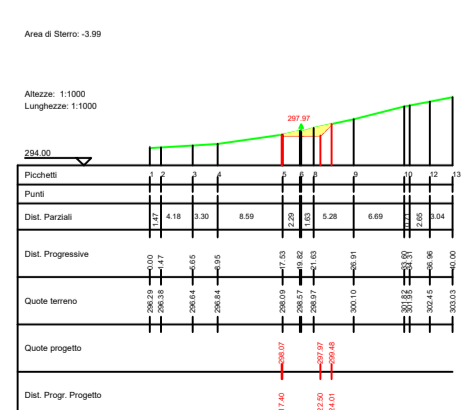 Area di Sterro: -3.99
Altezze: 1:1000
Lunghezze: 1:1000
297.97
294.00
Picchetti 1 2 3 4 5 6 8 9 10 12 13
Punti
Dist. Parziali 1.47 4.18 3.30 8.59 2.29 1.63 5.28 6.69 0.71 2.65 3.04
Dist. Progressive 0.00 1.47 5.65 8.95 17.53 19.82 21.63 26.91 33.60 34.31 36.96 40.00
Quote terreno 296.29 296.38 296.64 296.84 298.09 298.57 298.97 300.10 301.82 301.95 302.45 303.03
Quote progetto 298.07 297.97 299.48
Dist. Progr. Progetto 17.40 22.50 24.01